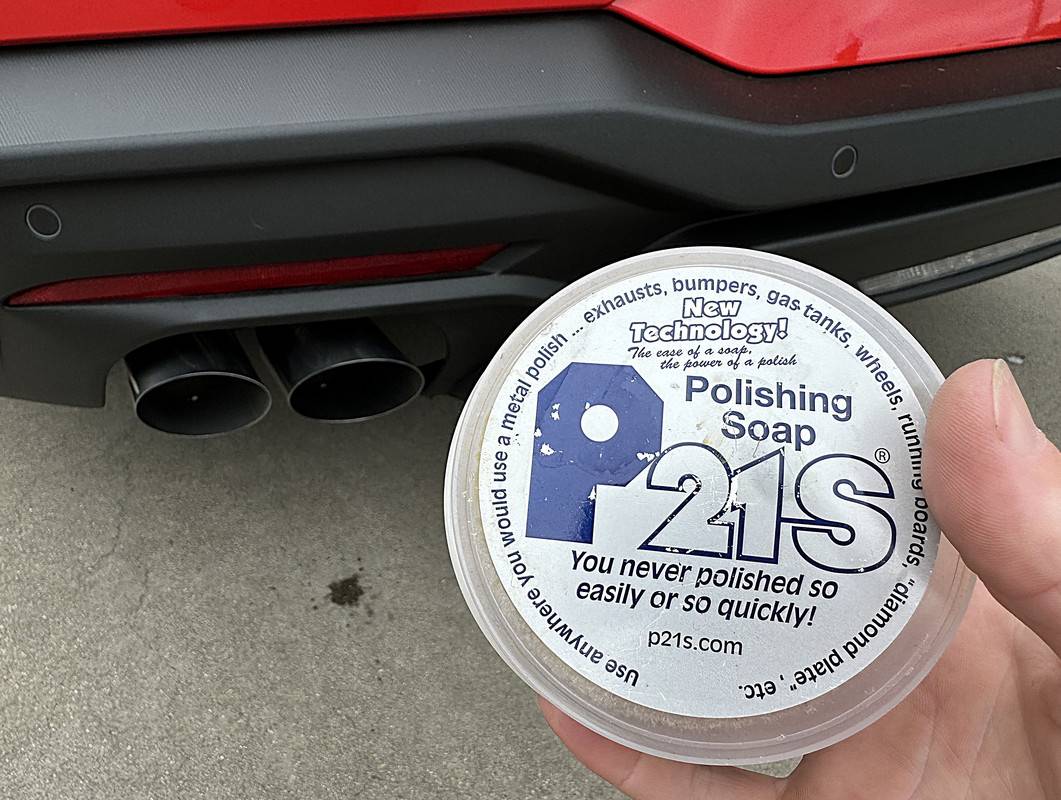 Use anywhere you would use a metal polish ... exhausts, bumpers, gas tanks, wheels, running boards, "diamond plate", etc.
New
Technology!
The ease of a soap,
the power of a polish
Polishing
Soap
P21S®
You never polished so
easily or so quickly!
p21s.com